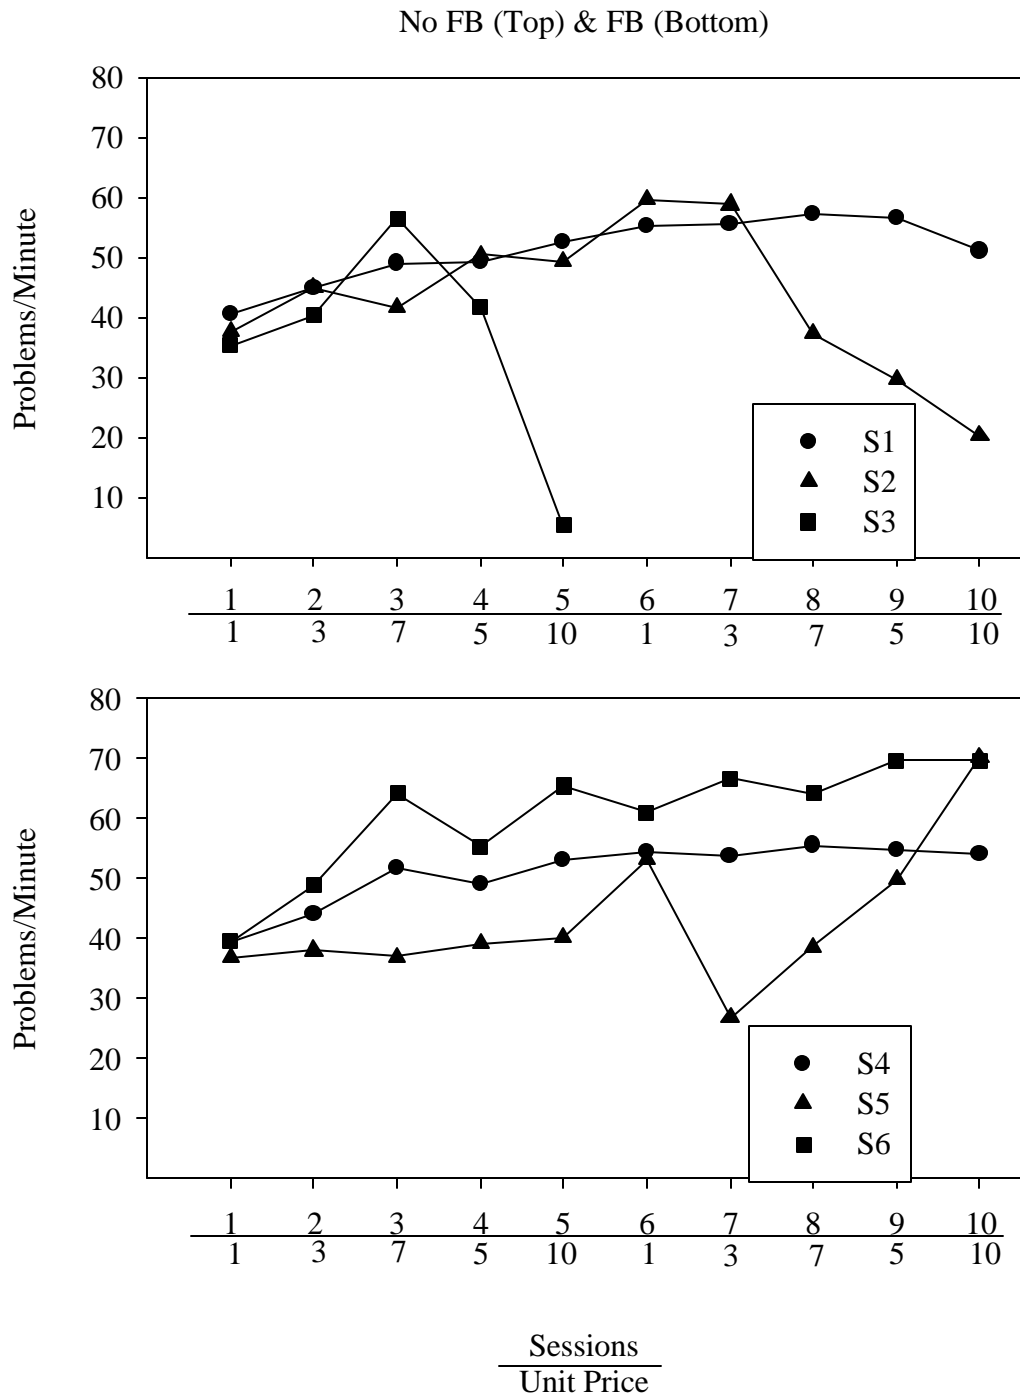 No FB (Top) & FB (Bottom)
80
70
60
50
40
30
20
10
Problems/Minute
S1
S2
S3
1 2 3 4 5 6 7 8 9 10
1 3 7 5 10 1 3 7 5 10
80
70
60
50
40
30
20
10
Problems/Minute
S4
S5
S6
1 2 3 4 5 6 7 8 9 10
1 3 7 5 10 1 3 7 5 10
Sessions
Unit Price